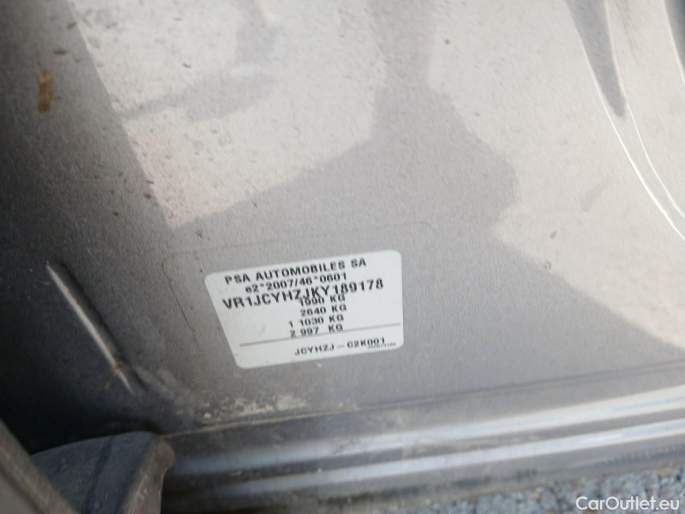 PSA AUTOMOBILES SA
e2*2007/46*0601
VR1JCYHZJKY189178
1990 KG
2640 KG
1 1030 KG
2 997 KG
JCYHZJ - C2K001
CarOutlet.eu